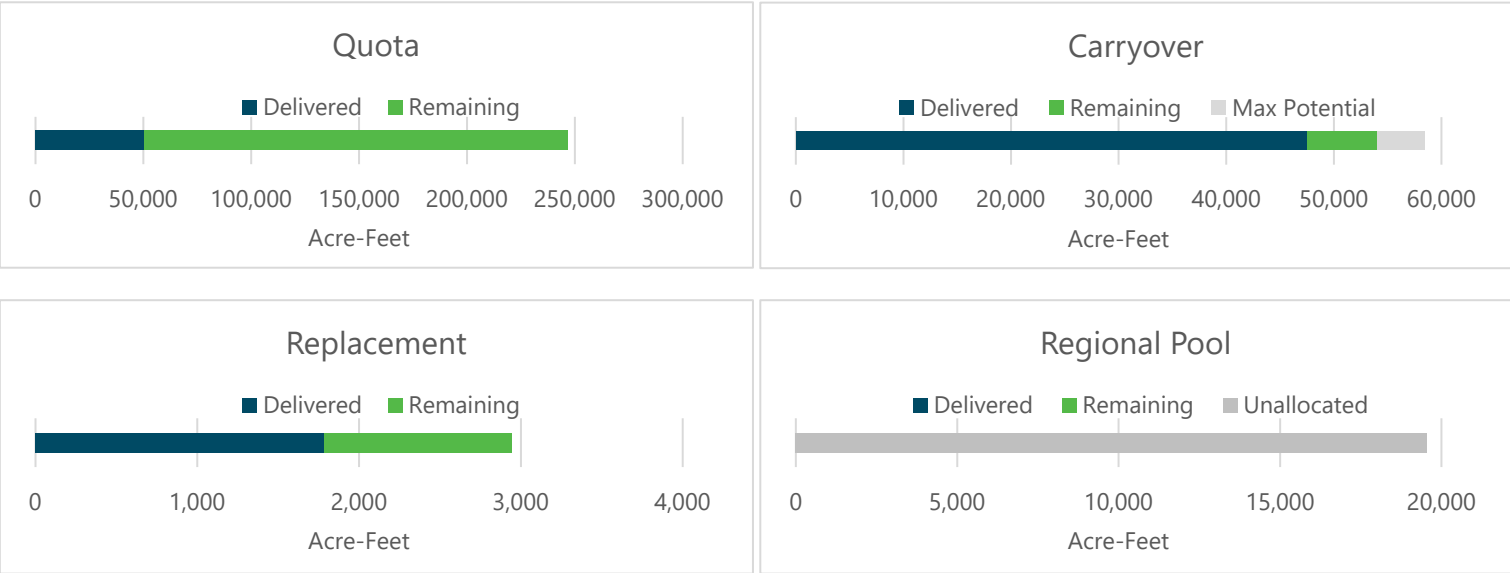 Quota
Delivered Remaining
0 50,000 100,000 150,000 200,000 250,000 300,000
Acre-Feet
Carryover
Delivered Remaining Max Potential
0 10,000 20,000 30,000 40,000 50,000 60,000
Acre-Feet
Replacement
Delivered Remaining
0 1,000 2,000 3,000 4,000
Acre-Feet
Regional Pool
Delivered Remaining Unallocated
0 5,000 10,000 15,000 20,000
Acre-Feet